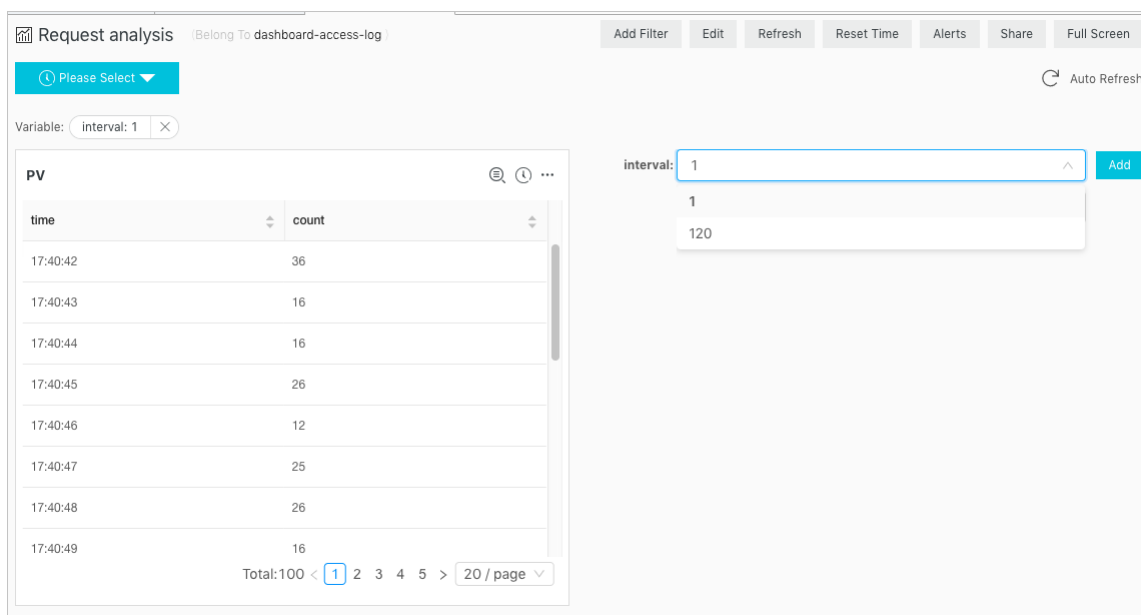 Request analysis (Belong To dashboard-access-log) Add Filter Edit Refresh Reset Time Alerts Share Full Screen
Please Select Auto Refresh
Variable: interval: 1
PV interval: 1 Add
time count 1
120
17:40:42 36
17:40:43 16
17:40:44 16
17:40:45 26
17:40:46 12
17:40:47 25
17:40:48 26
17:40:49 16
Total:100 < 1 2 3 4 5 > 20 / page